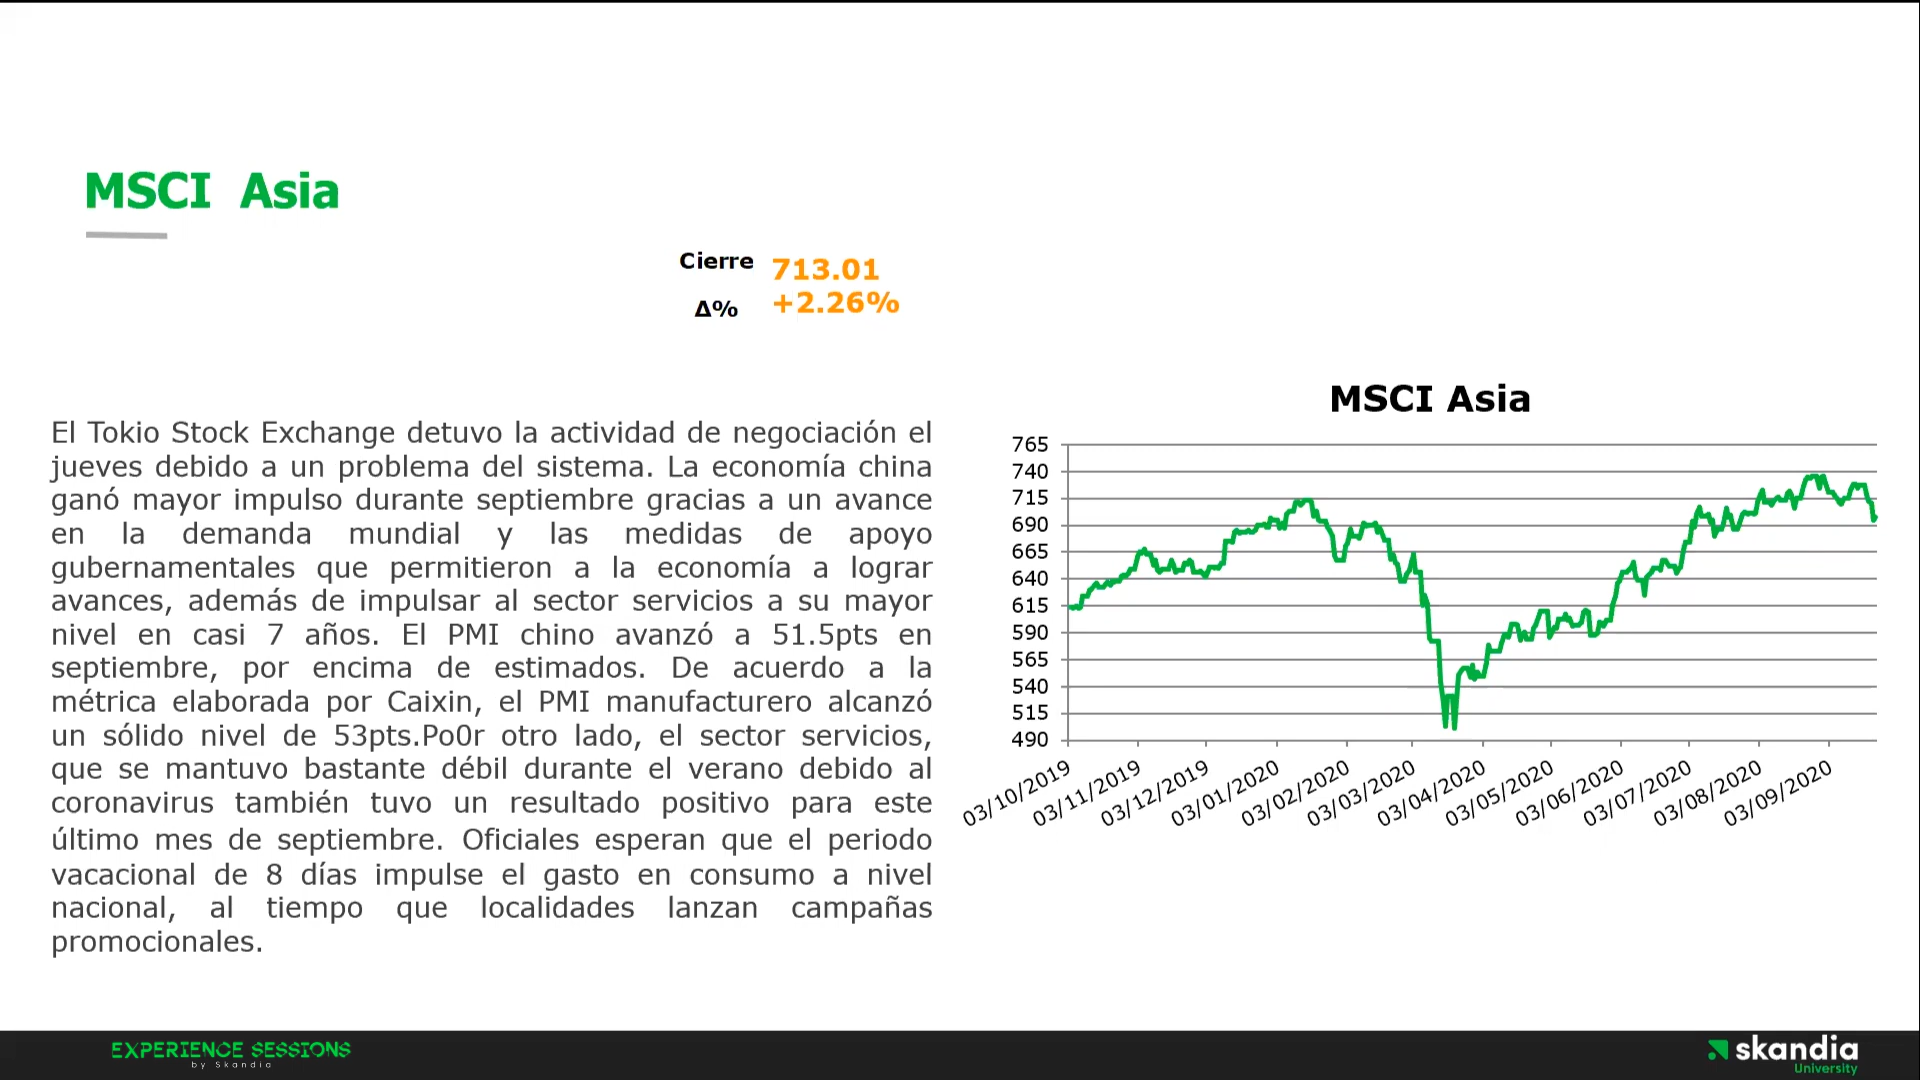 MSCI Asia
Cierre 713.01
Δ% +2.26%
El Tokio Stock Exchange detuvo la actividad de negociación el
jueves debido a un problema del sistema. La economía china
ganó mayor impulso durante septiembre gracias a un avance
en la demanda mundial y las medidas de apoyo
gubernamentales que permitieron a la economía a lograr
avances, además de impulsar al sector servicios a su mayor
nivel en casi 7 años. El PMI chino avanzó a 51.5pts en
septiembre, por encima de estimados. De acuerdo a la
métrica elaborada por Caixin, el PMI manufacturero alcanzó
un sólido nivel de 53pts.Po0r otro lado, el sector servicios,
que se mantuvo bastante débil durante el verano debido al
coronavirus también tuvo un resultado positivo para este
último mes de septiembre. Oficiales esperan que el periodo
vacacional de 8 días impulse el gasto en consumo a nivel
nacional, al tiempo que localidades lanzan campañas
promocionales.
MSCI Asia
765
740
715
690
665
640
615
590
565
540
515
490
03/10/2019
03/11/2019
03/12/2019
03/01/2020
03/02/2020
03/03/2020
03/04/2020
03/05/2020
03/06/2020
03/07/2020
03/08/2020
03/09/2020
EXPERIENCE SESSIONS
by Skandia
skandia
University